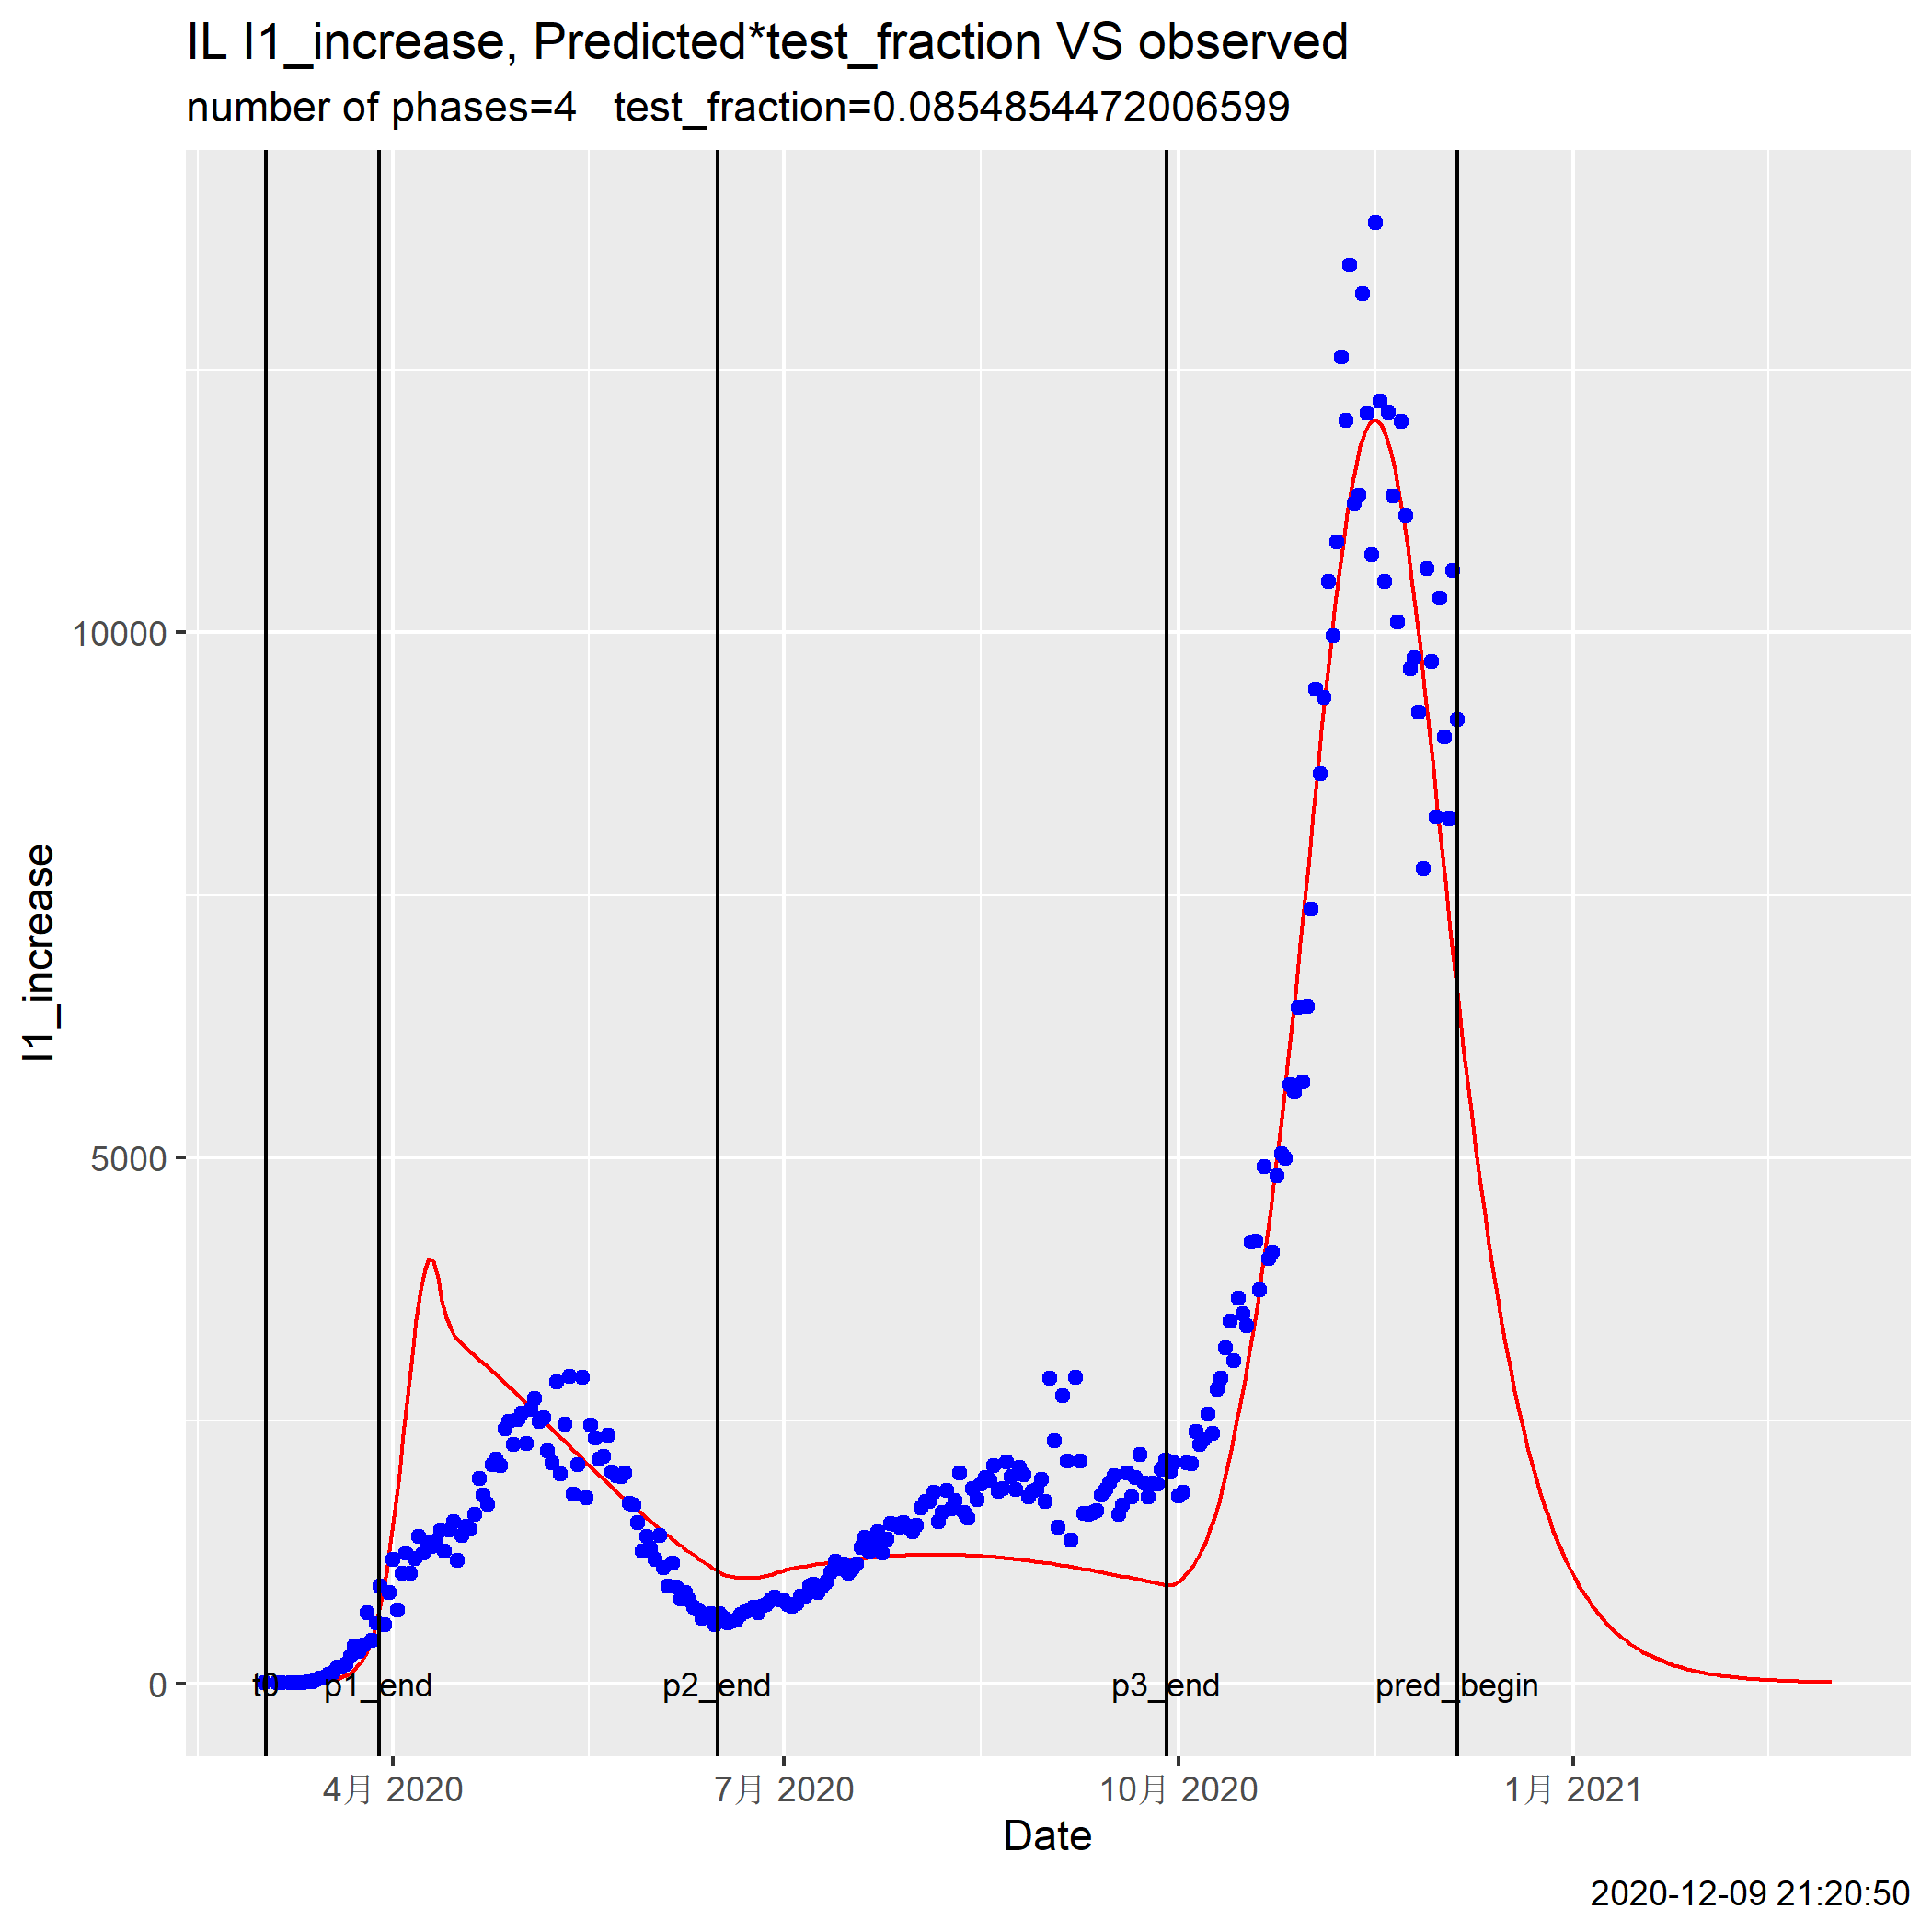 IL I1_increase, Predicted*test_fraction VS observed
number of phases=4   test_fraction=0.0854854472006599
I1_increase
10000
5000
0
t0
p1_end
p2_end
p3_end
pred_begin
4月 2020
7月 2020
10月 2020
1月 2021
Date
2020-12-09 21:20:50